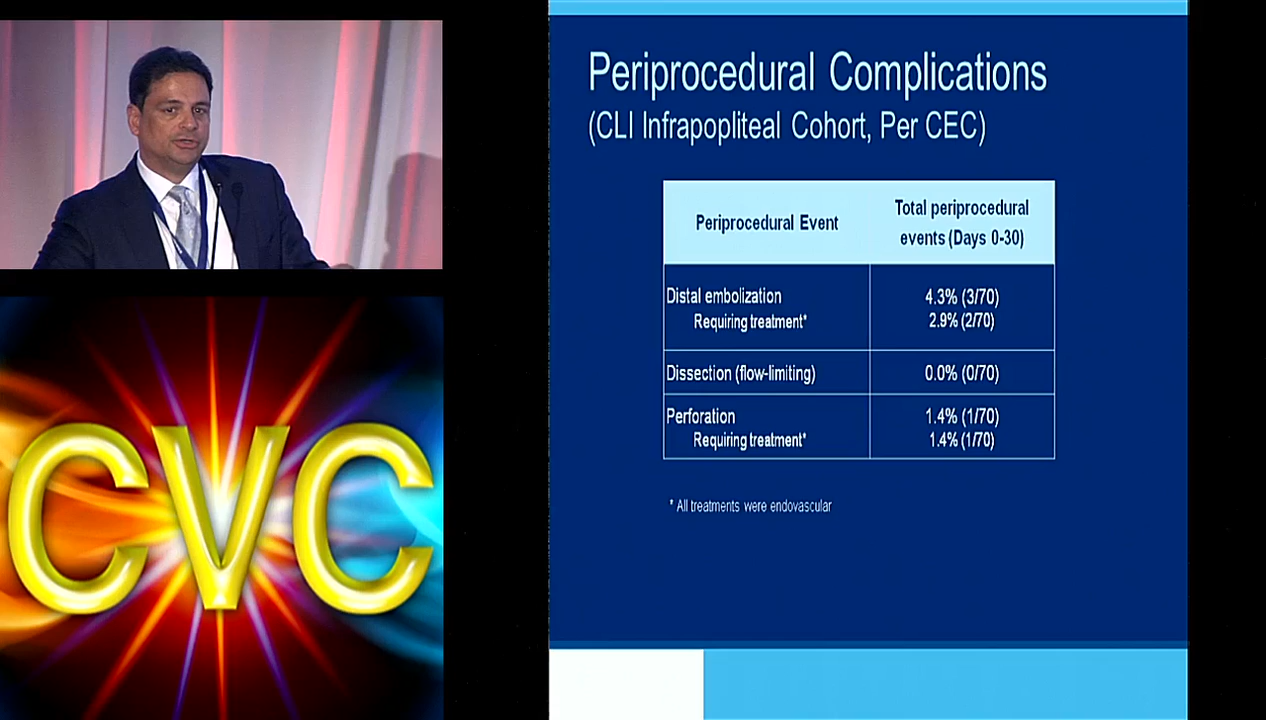 Periprocedural Complications
(CLI Infrapopliteal Cohort, Per CEC)
Periprocedural Event
Total periprocedural
events (Days 0-30)
Distal embolization
4.3% (3/70)
Requiring treatment*
2.9% (2/70)
Dissection (flow-limiting)
0.0% (0/70)
Perforation
1.4% (1/70)
Requiring treatment*
1.4% (1/70)
* All treatments were endovascular
CVC